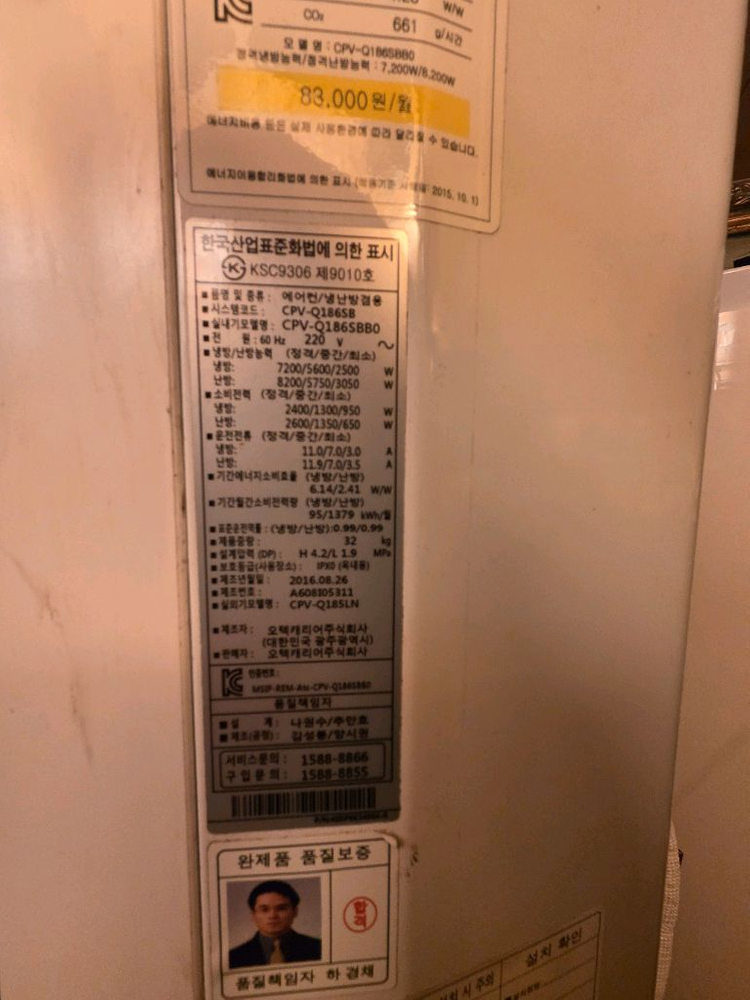 W/W
CO₂ 661 g/시간
모델명 : CPV-Q186SBB0
정격냉방능력/정격난방능력 : 7,200W/8,200W
83,000원/월
에너지비용 등은 실제 사용환경에 따라 달라질 수 있습니다.
에너지이용합리화법에 의한 표시 2015. 10. 1)
한국산업표준화법에 의한 표시
KSC9306 제9010호
■ 품명 및 종류 : 에어컨/냉난방겸용
■ 시스템코드 : CPV-Q186SB
■ 실내기모델명 : CPV-Q186SBB0
■ 전 원 : 60 Hz 220 V ~
■ 냉방/난방능력 (정격/중간/최소)
냉방: 7200/5600/2500 W
난방: 8200/5750/3050 W
■ 소비전력 (정격/중간/최소)
냉방: 2400/1300/950 W
난방: 2600/1350/650 W
■ 운전전류 (정격/중간/최소)
냉방: 11.0/7.0/3.0 A
난방: 11.9/7.0/3.5 A
■ 기간에너지소비효율 (냉방/난방)
6.14/2.41 W/W
■ 기간월간소비전력량 (냉방/난방)
95/1379 kWh/월
■ 표준운전역률 : (냉방/난방):0.99/0.99
■ 제품중량 : 32 kg
■ 설계압력 (DP) : H 4.2/L 1.9 MPa
■ 보호등급(사용장소) : IPX0 (옥내용)
■ 제조년월일 : 2016.08.26
■ 제조번호 : A608I05311
■ 실외기모델명 : CPV-Q185LN
■ 제조자 : 오텍캐리어주식회사
(대한민국 광주광역시)
■ 판매자 : 오텍캐리어주식회사
인증번호 :
MSIP-REM-Atc-CPV-Q186SBB0
품질책임자
■ 설 계 : 나원수/추만호
■ 제조(공장) :
서비스문의 : 1588-8866
구입문의 : 1588-8855
완제품 품질보증
합격
품질책임자 하경채
설치 시 주의
설치 확인